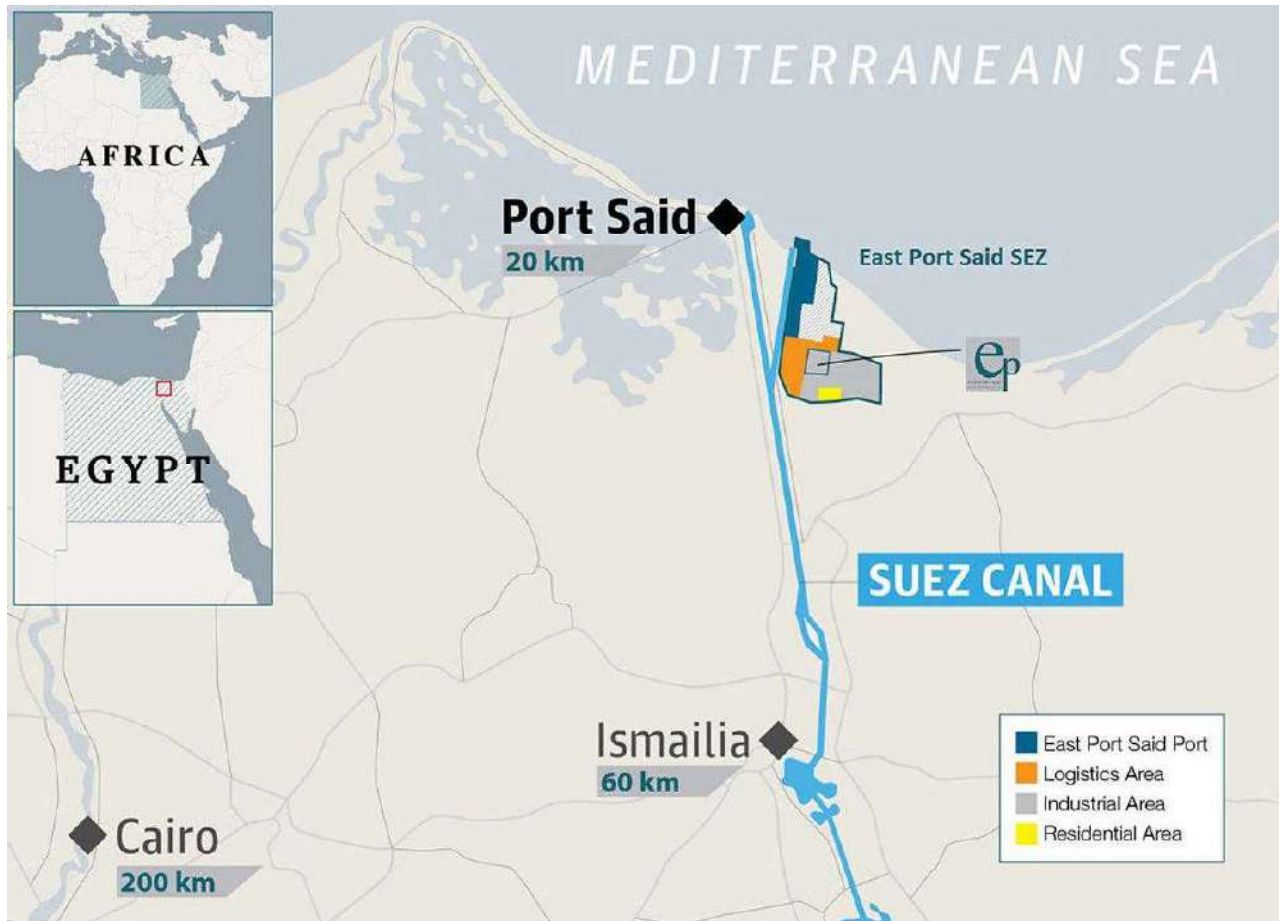 AFRICA
EGYPT
MEDITERRANEAN SEA
Port Said
20 km
East Port Said SEZ
ep
SUEZ CANAL
Ismailia
60 km
Cairo
200 km
East Port Said Port
Logistics Area
Industrial Area
Residential Area